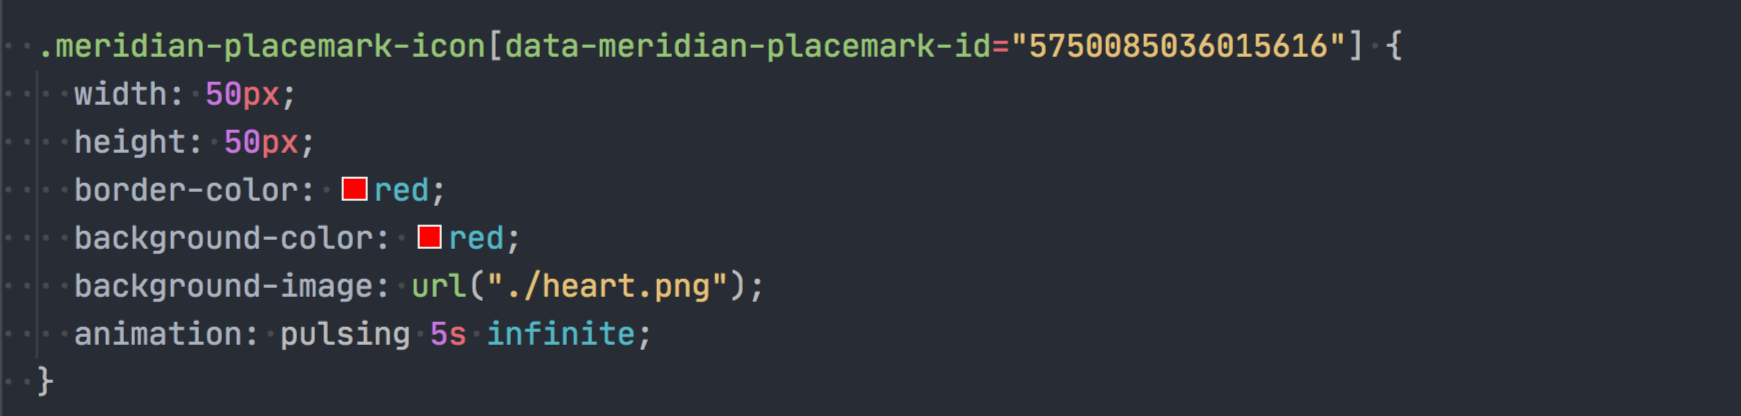 .meridian-placemark-icon[data-meridian-placemark-id="5750085036015616"] {
width: 50px;
height: 50px;
border-color: red;
background-color: red;
background-image: url("./heart.png");
animation: pulsing 5s infinite;
}